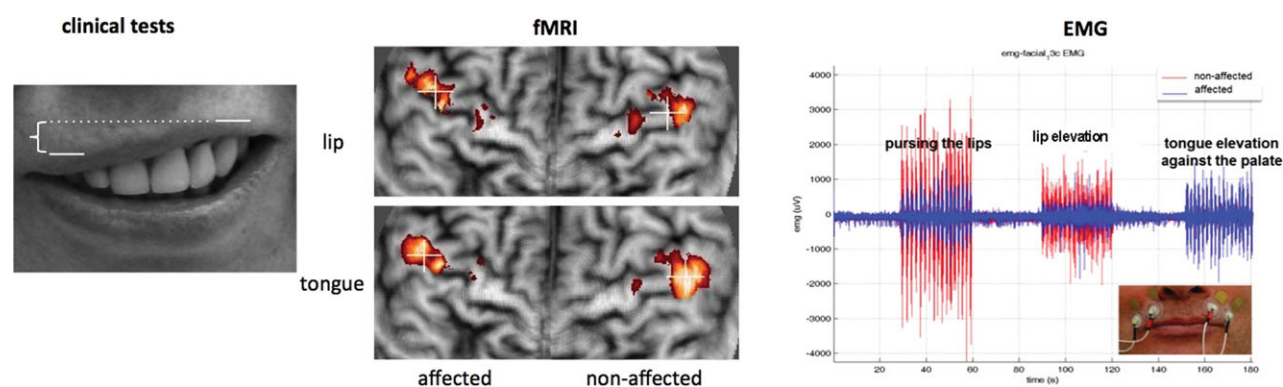 clinical tests
fMRI
EMG
lip
tongue
affected
non-affected
emg-facial,13c EMG
non-affected
affected
pursing the lips
lip elevation
tongue elevation
against the palate
emg (uV)
4000
3000
2000
1000
0
-1000
-2000
-3000
-4000
20
40
60
80
100
120
140
160
180
time (s)